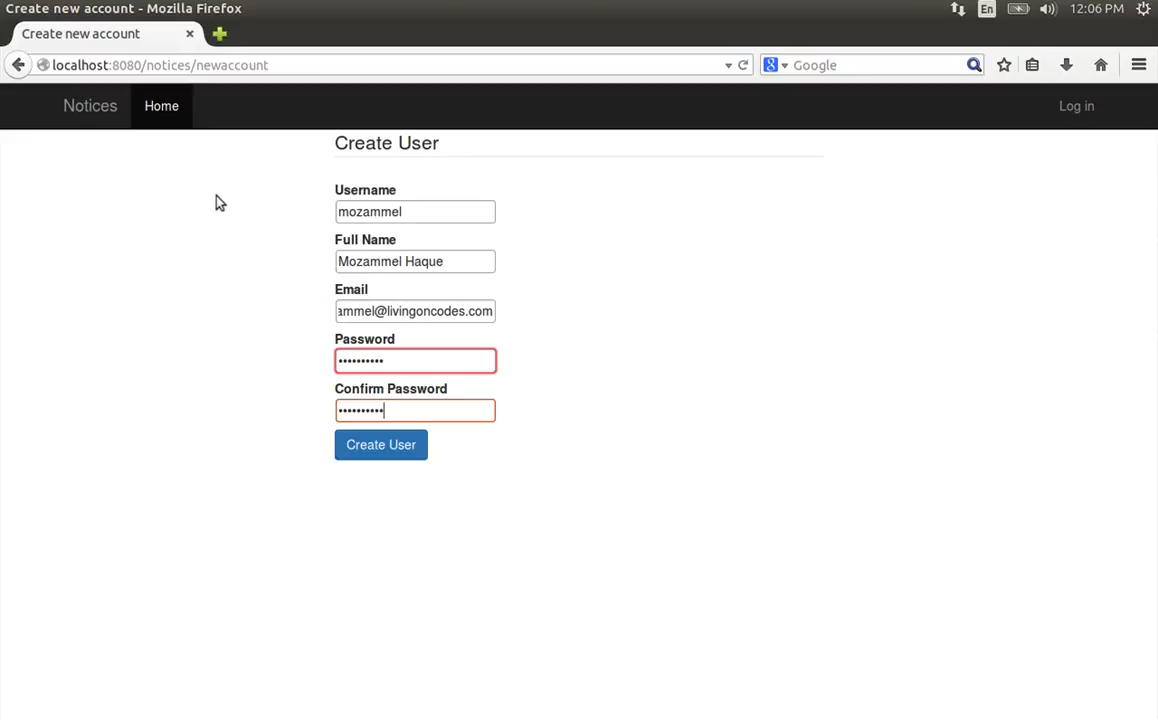 Create new account - Mozilla Firefox
En
12:06 PM
Create new account
localhost:8080/notices/newaccount
Google
Notices
Home
Log in
Create User
Username
mozammel
Full Name
Mozammel Haque
Email
ammel@livingoncodes.com
Password
••••••••••
Confirm Password
••••••••••
Create User